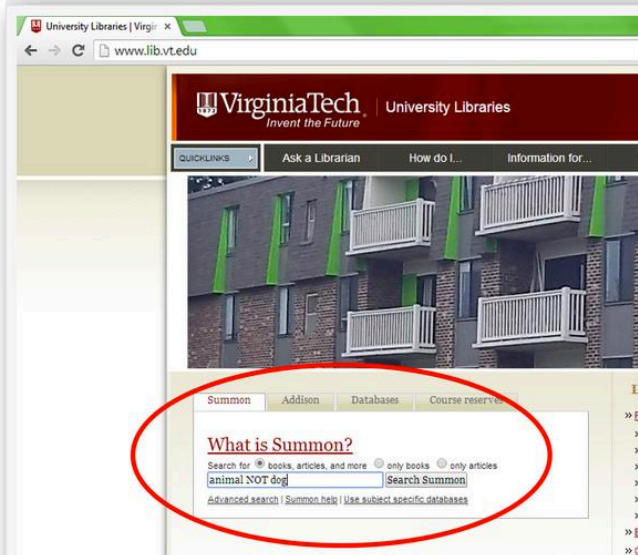 University Libraries | Virgir
www.lib.vt.edu
1872
VirginiaTech
Invent the Future
University Libraries
QUICKLINKS
Ask a Librarian
How do I...
Information for...
Summon
Addison
Databases
Course reserves
What is Summon?
Search for books, articles, and more only books only articles
animal NOT dog Search Summon
Advanced search | Summon help | Use subject specific databases